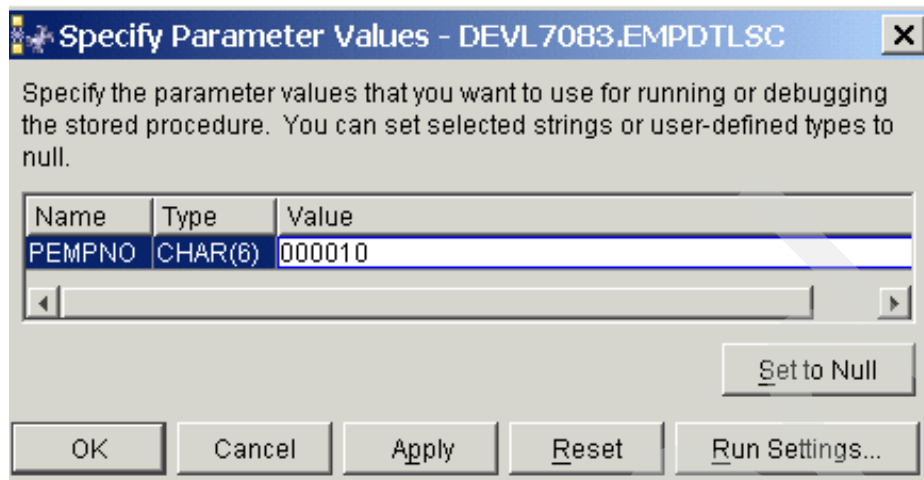 Specify Parameter Values - DEVL7083.EMPDTLSC
Specify the parameter values that you want to use for running or debugging
the stored procedure. You can set selected strings or user-defined types to
null.
Name Type Value
PEMPNO CHAR(6) 000010
Set to Null
OK Cancel Apply Reset Run Settings...